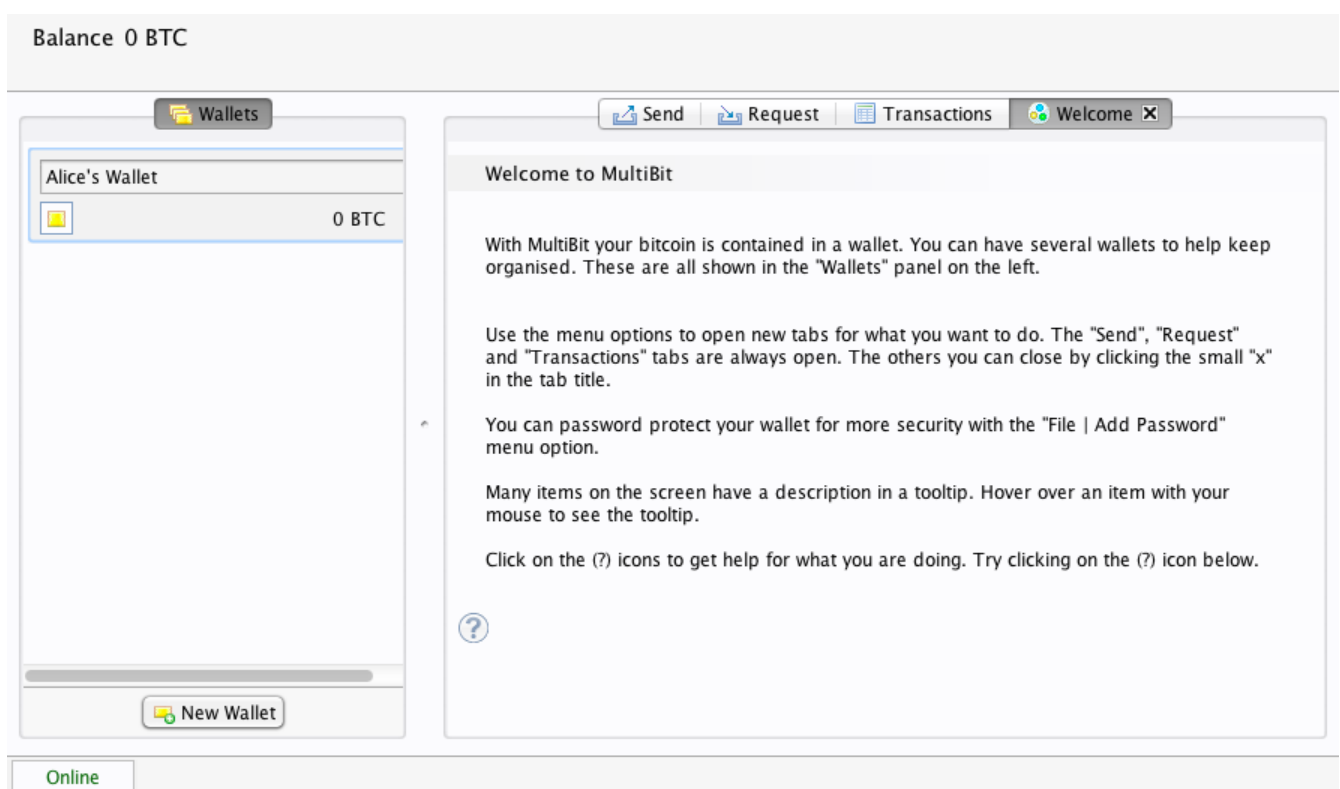 Balance 0 BTC
Wallets
Alice's Wallet
0 BTC
New Wallet
Send
Request
Transactions
Welcome
Welcome to MultiBit
With MultiBit your bitcoin is contained in a wallet. You can have several wallets to help keep
organised. These are all shown in the "Wallets" panel on the left.
Use the menu options to open new tabs for what you want to do. The "Send", "Request"
and "Transactions" tabs are always open. The others you can close by clicking the small "x"
in the tab title.
You can password protect your wallet for more security with the "File | Add Password"
menu option.
Many items on the screen have a description in a tooltip. Hover over an item with your
mouse to see the tooltip.
Click on the (?) icons to get help for what you are doing. Try clicking on the (?) icon below.
?
Online